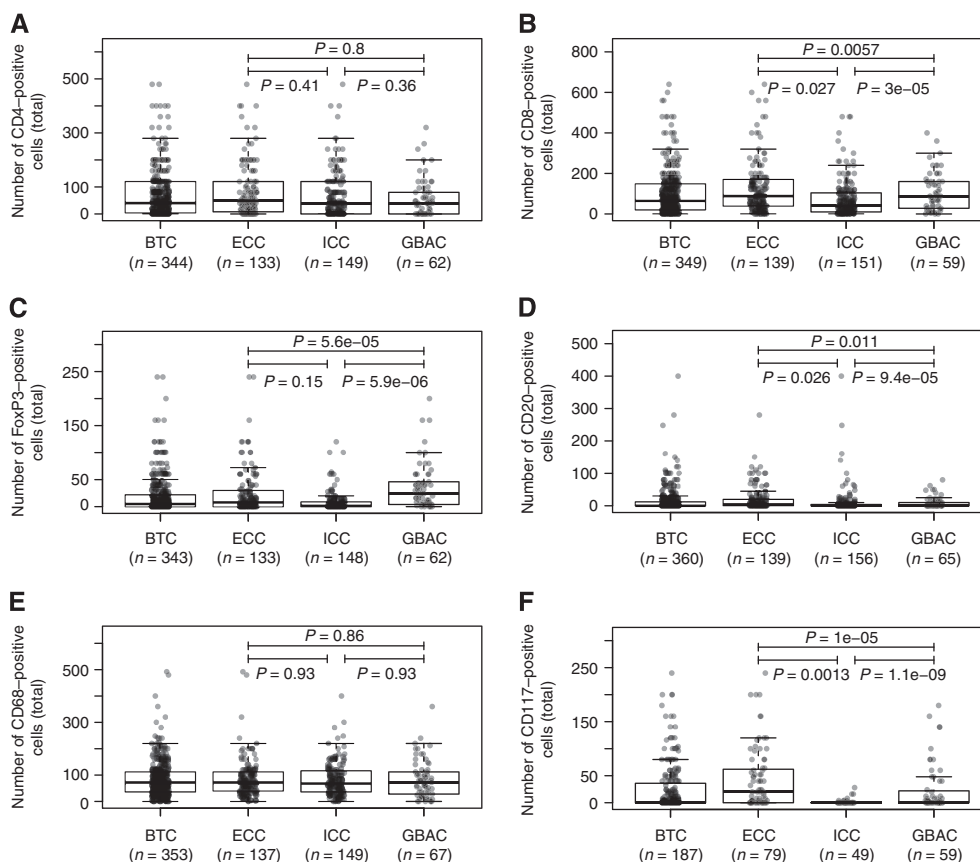 A
Number of CD4–positive
cells (total)
500
300
100
0
P = 0.8
P = 0.41
P = 0.36
BTC
ECC
ICC
GBAC
(n = 344)
(n = 133)
(n = 149)
(n = 62)
B
Number of CD8–positive
cells (total)
800
600
400
200
0
P = 0.0057
P = 0.027
P = 3e–05
BTC
ECC
ICC
GBAC
(n = 349)
(n = 139)
(n = 151)
(n = 59)
C
Number of FoxP3–positive
cells (total)
250
150
50
0
P = 5.6e–05
P = 0.15
P = 5.9e–06
BTC
ECC
ICC
GBAC
(n = 343)
(n = 133)
(n = 148)
(n = 62)
D
Number of CD20–positive
cells (total)
500
400
300
200
100
0
P = 0.011
P = 0.026
P = 9.4e–05
BTC
ECC
ICC
GBAC
(n = 360)
(n = 139)
(n = 156)
(n = 65)
E
Number of CD68–positive
cells (total)
500
300
100
0
P = 0.86
P = 0.93
P = 0.93
BTC
ECC
ICC
GBAC
(n = 353)
(n = 137)
(n = 149)
(n = 67)
F
Number of CD117–positive
cells (total)
250
150
50
0
P = 1e–05
P = 0.0013
P = 1.1e–09
BTC
ECC
ICC
GBAC
(n = 187)
(n = 79)
(n = 49)
(n = 59)